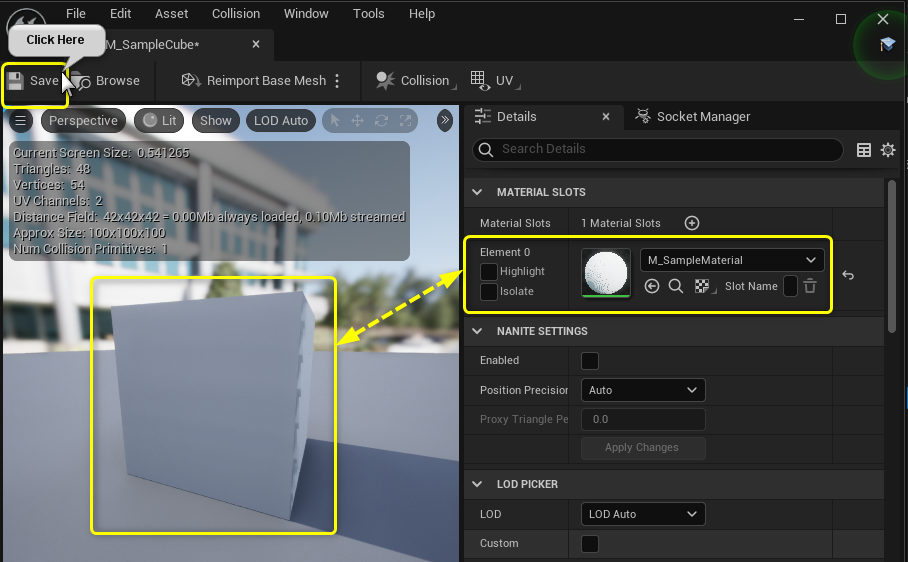 File Edit Asset Collision Window Tools Help
Click Here
M_SampleCube*
Save Browse Reimport Base Mesh Collision UV
Perspective Lit Show LOD Auto
Details Socket Manager
Search Details
Current Screen Size: 0.541265
Triangles: 48
Vertices: 54
UV Channels: 2
Distance Field: 42x42x42 = 0.00Mb always loaded, 0.10Mb streamed
Approx Size: 100x100x100
Num Collision Primitives: 1
MATERIAL SLOTS
Material Slots 1 Material Slots
Element 0
Highlight
Isolate
M_SampleMaterial
Slot Name
NANITE SETTINGS
Enabled
Position Precision Auto
Proxy Triangle Pe 0.0
Apply Changes
LOD PICKER
LOD LOD Auto
Custom